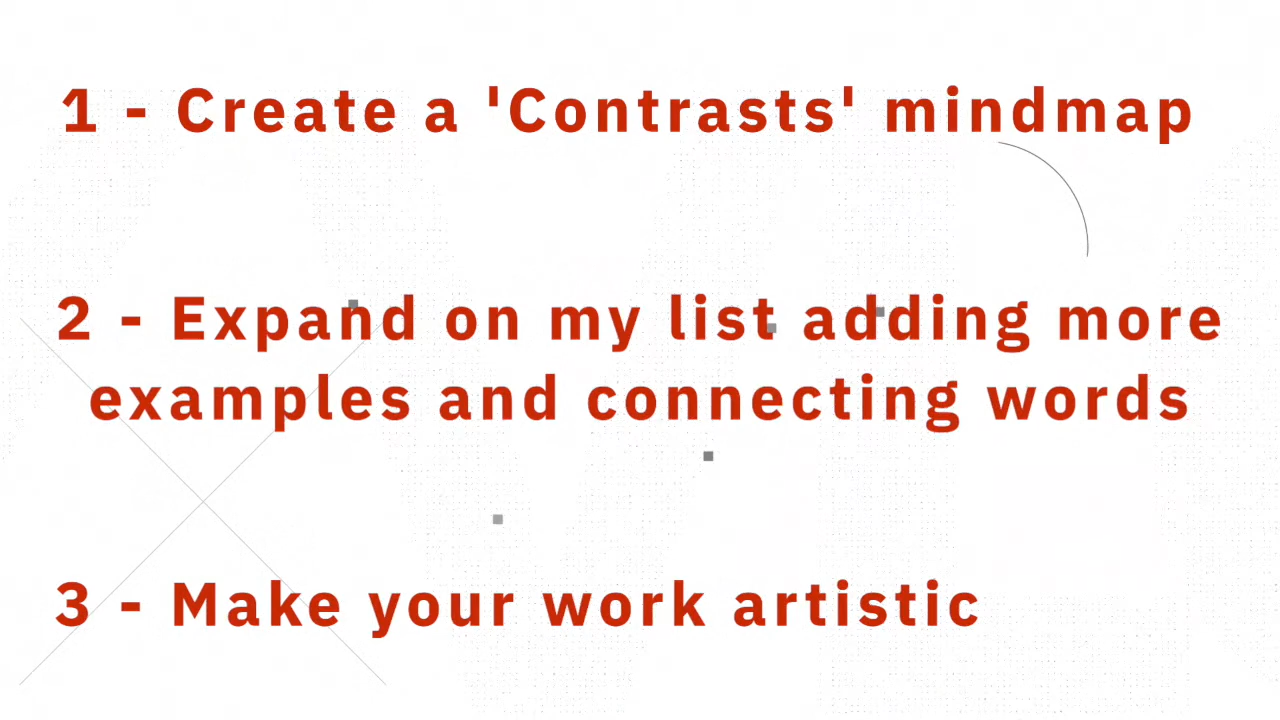 1 - Create a 'Contrasts' mindmap
2 - Expand on my list adding more
examples and connecting words
3 - Make your work artistic